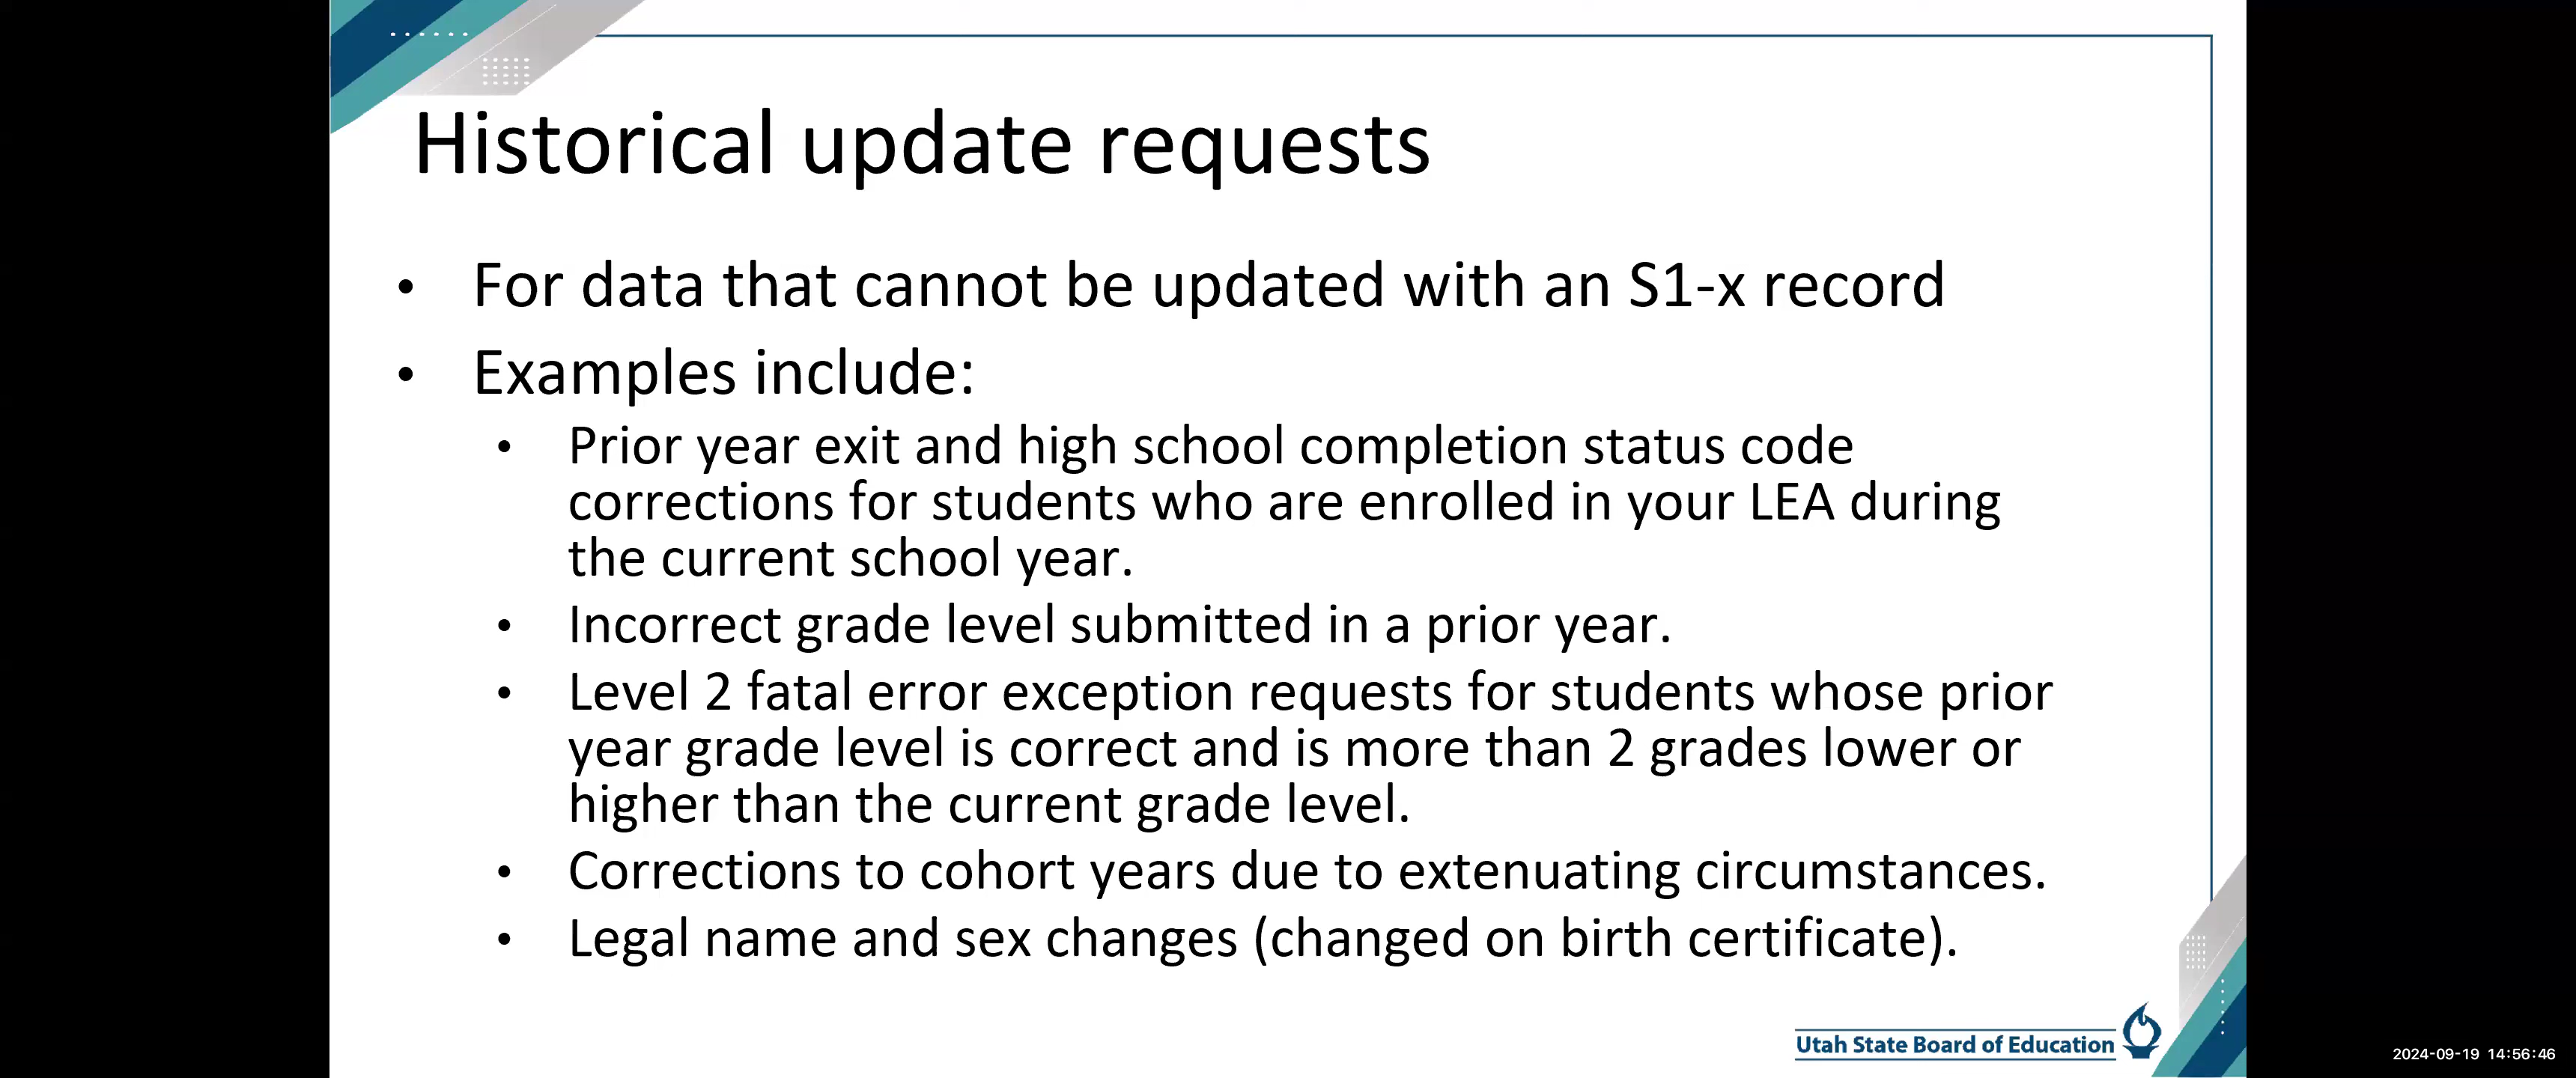 Historical update requests
• For data that cannot be updated with an S1-x record
• Examples include:
• Prior year exit and high school completion status code
corrections for students who are enrolled in your LEA during
the current school year.
• Incorrect grade level submitted in a prior year.
• Level 2 fatal error exception requests for students whose prior
year grade level is correct and is more than 2 grades lower or
higher than the current grade level.
• Corrections to cohort years due to extenuating circumstances.
• Legal name and sex changes (changed on birth certificate).
Utah State Board of Education
2024-09-19 14:56:46